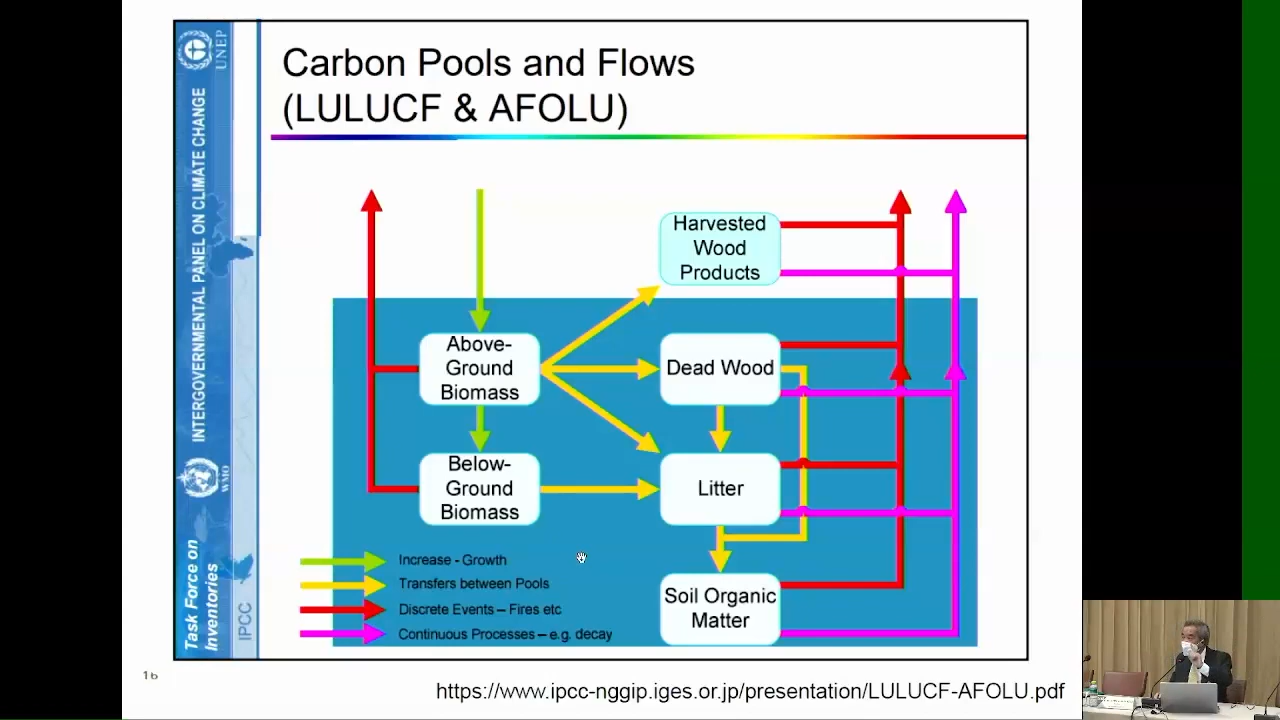 Carbon Pools and Flows
(LULUCF & AFOLU)
UNEP
INTERGOVERNMENTAL PANEL ON CLIMATE CHANGE
WMO
Task Force on
Inventories
IPCC
Harvested
Wood
Products
Above-
Ground
Biomass
Dead Wood
Below-
Ground
Biomass
Litter
Soil Organic
Matter
Increase - Growth
Transfers between Pools
Discrete Events – Fires etc
Continuous Processes – e.g. decay
16
https://www.ipcc-nggip.iges.or.jp/presentation/LULUCF-AFOLU.pdf